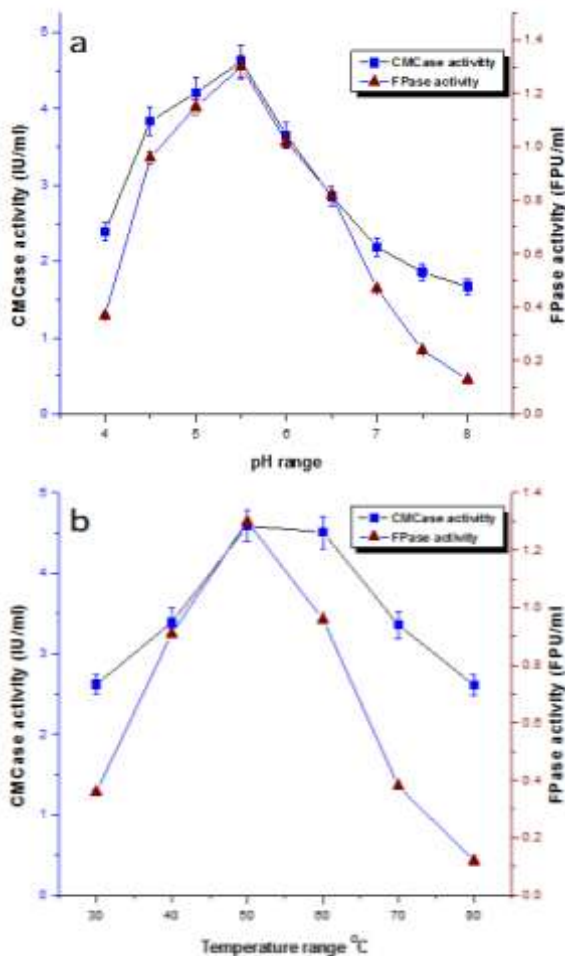 a
CMCase activity (IU/ml)
5
4
3
2
1
0
CMCase activitty
FPase activity
1.4
1.2
1.0
0.8
0.6
0.4
0.2
0.0
FPase activity (FPU/ml)
4 5 6 7 8
pH range
b
CMCase activity (IU/ml)
5
4
3
2
1
0
CMCase activitty
FPase activity
1.4
1.2
1.0
0.8
0.6
0.4
0.2
0.0
FPase activity (FPU/ml
30 40 50 60 70 80
Temperature range ⁰C